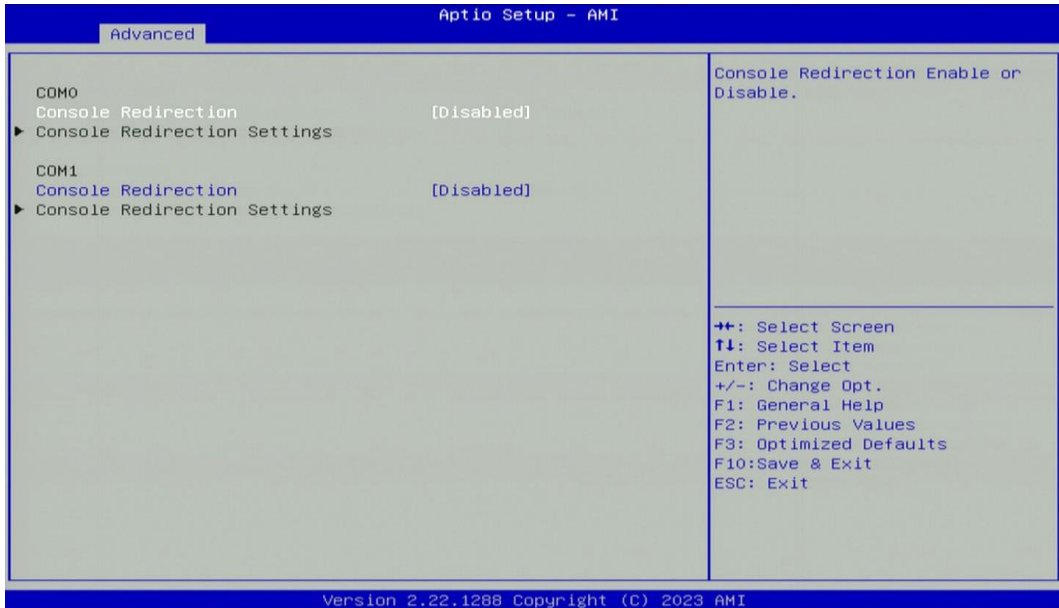 Aptio Setup – AMI
Advanced
COM0
Console Redirection [Disabled]
► Console Redirection Settings
COM1
Console Redirection [Disabled]
► Console Redirection Settings
Console Redirection Enable or
Disable.
→←: Select Screen
↑↓: Select Item
Enter: Select
+/-: Change Opt.
F1: General Help
F2: Previous Values
F3: Optimized Defaults
F10:Save & Exit
ESC: Exit
Version 2.22.1288 Copyright (C) 2023 AMI